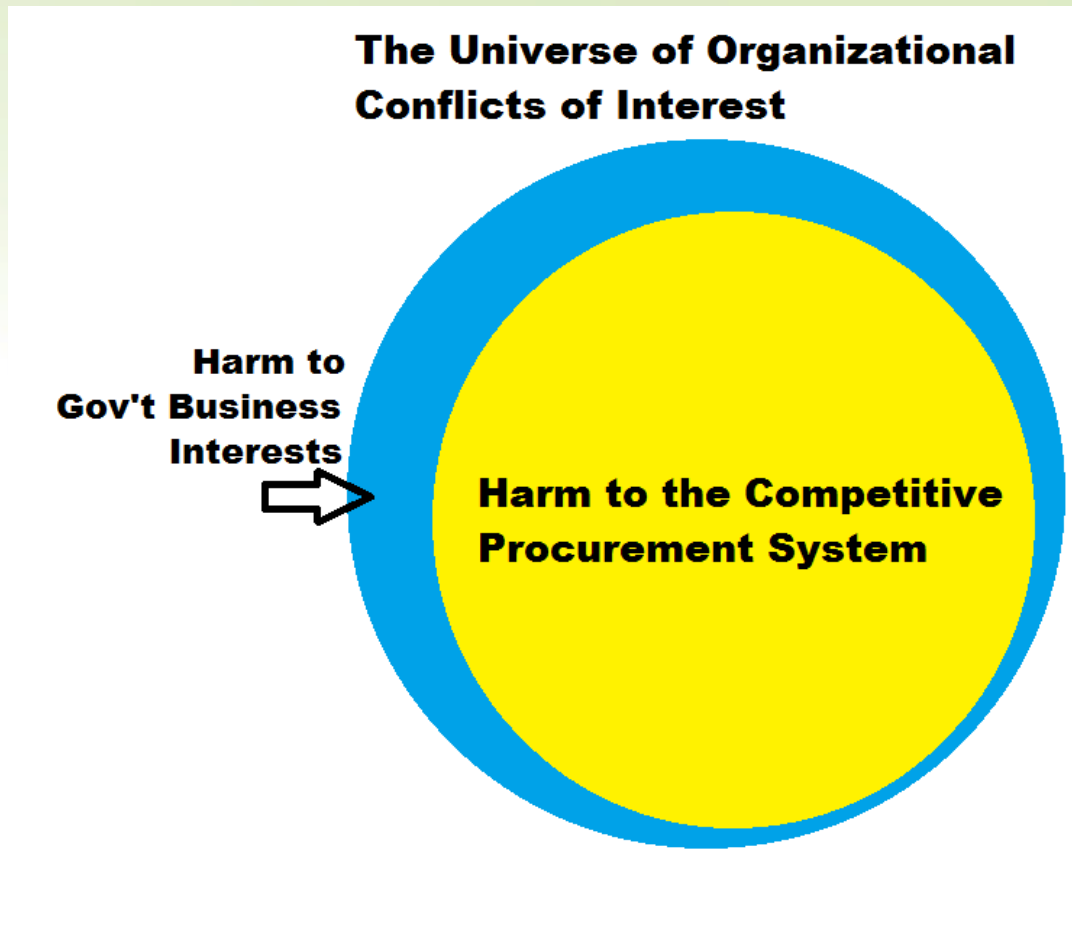 The Universe of Organizational
Conflicts of Interest
Harm to
Gov't Business
Interests
Harm to the Competitive
Procurement System